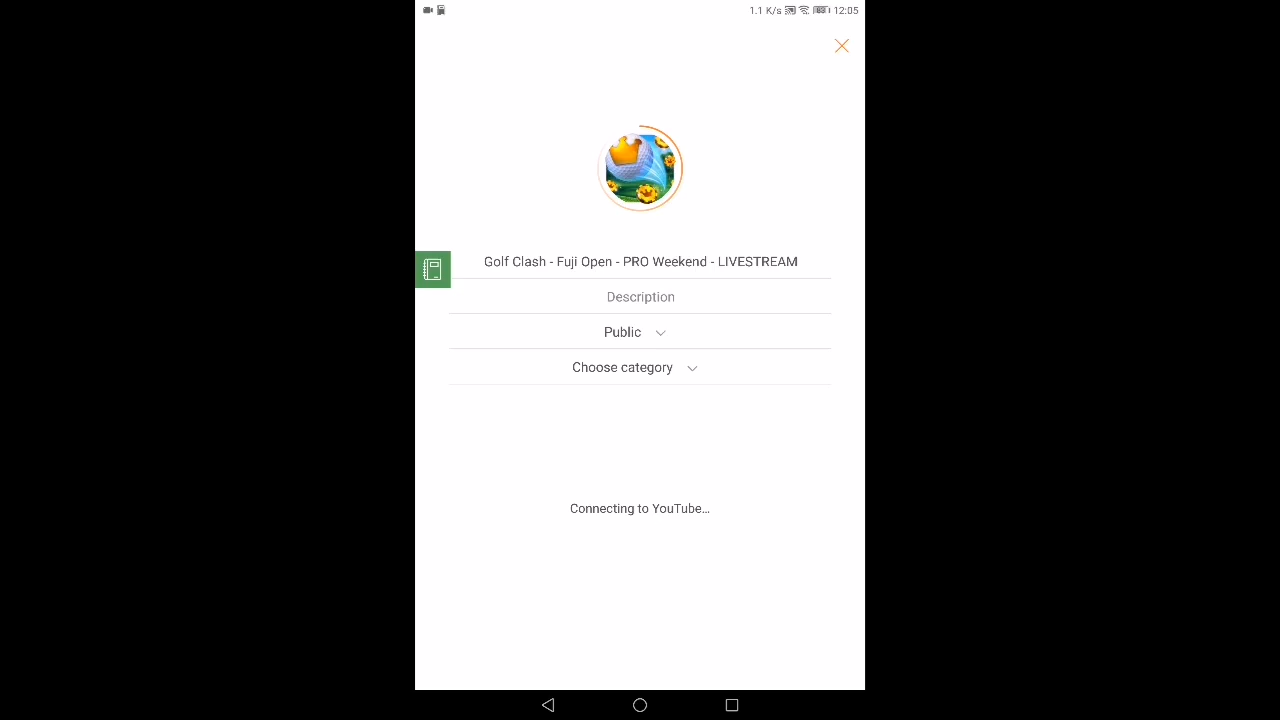 1.1 K/s 12:05
Golf Clash - Fuji Open - PRO Weekend - LIVESTREAM
Description
Public
Choose category
Connecting to YouTube...